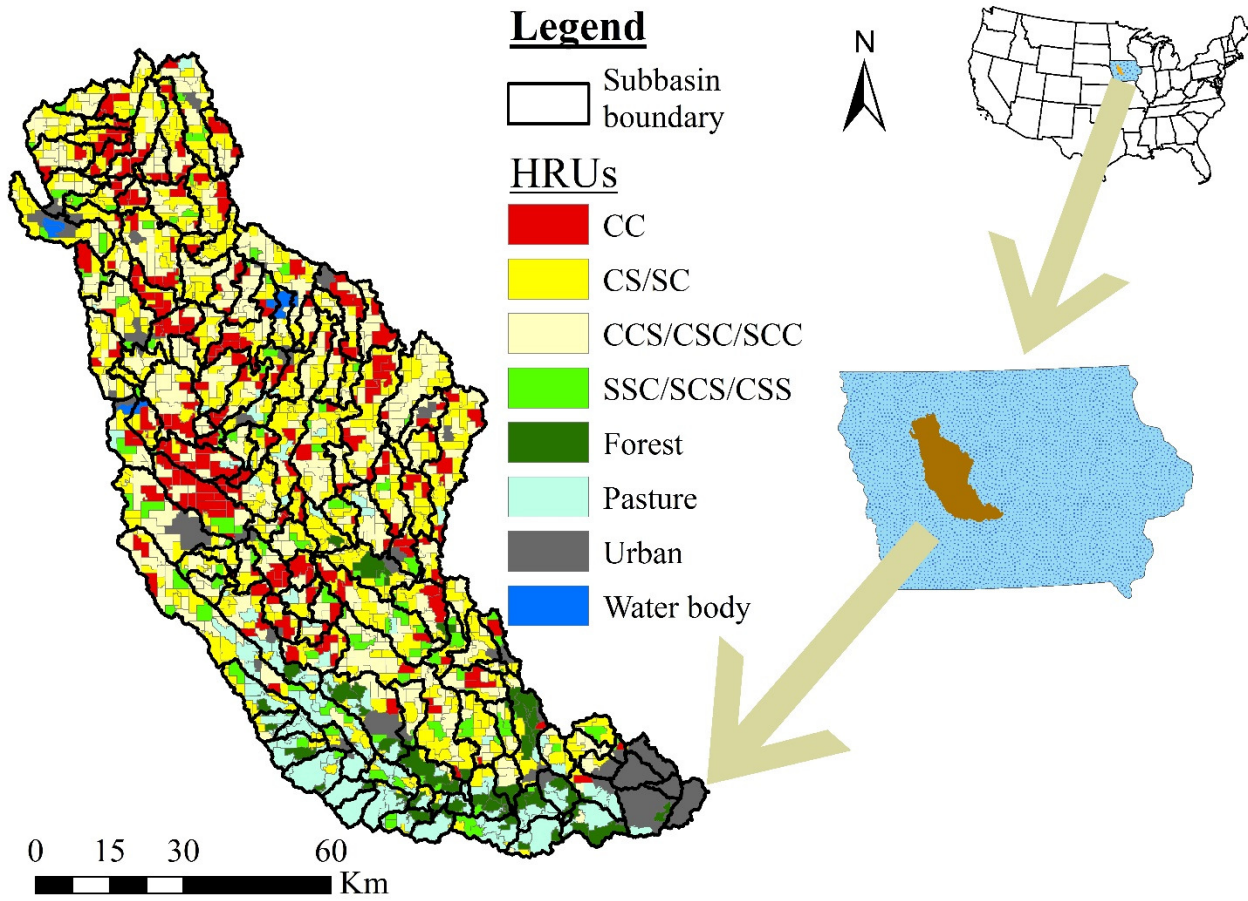 Legend
N
Subbasin
boundary
HRUs
CC
CS/SC
CCS/CSC/SCC
SSC/SCS/CSS
Forest
Pasture
Urban
Water body
0 15 30 60
Km